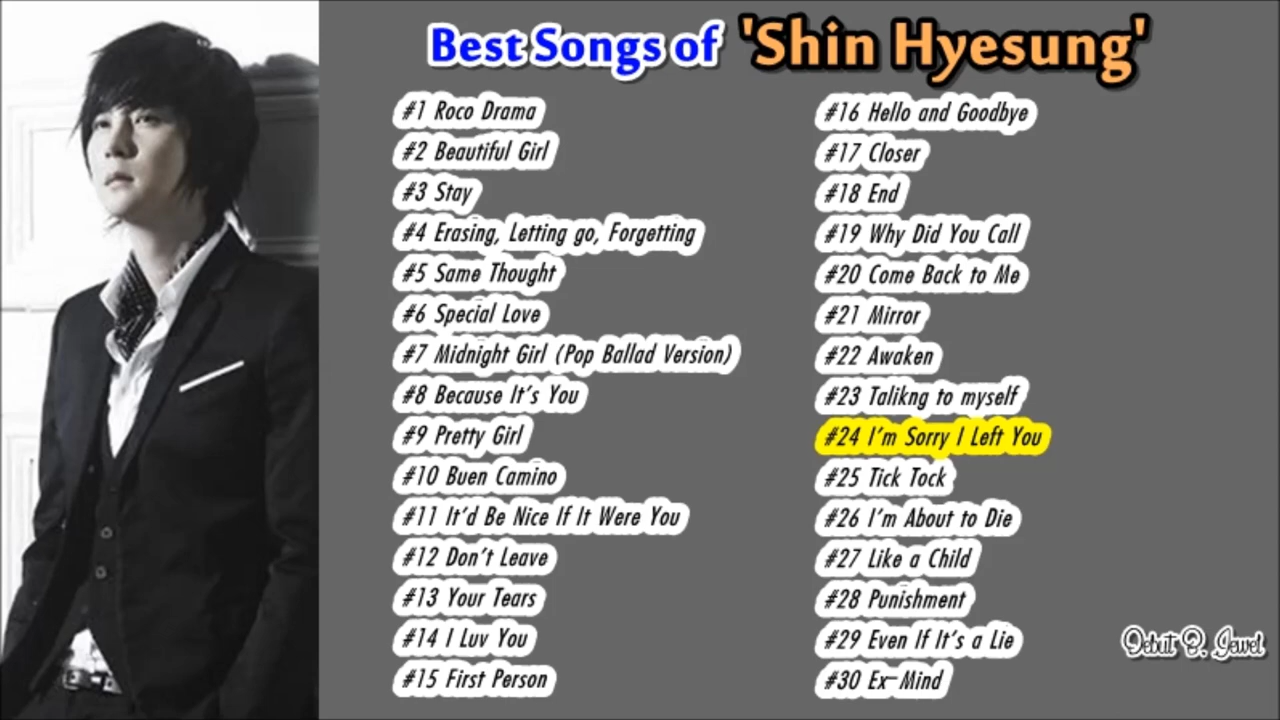 Best Songs of 'Shin Hyesung'
#1 Roco Drama
#2 Beautiful Girl
#3 Stay
#4 Erasing, Letting go, Forgetting
#5 Same Thought
#6 Special Love
#7 Midnight Girl (Pop Ballad Version)
#8 Because It's You
#9 Pretty Girl
#10 Buen Camino
#11 It'd Be Nice If It Were You
#12 Don't Leave
#13 Your Tears
#14 I Luv You
#15 First Person
#16 Hello and Goodbye
#17 Closer
#18 End
#19 Why Did You Call
#20 Come Back to Me
#21 Mirror
#22 Awaken
#23 Talikng to myself
#24 I'm Sorry I Left You
#25 Tick Tock
#26 I'm About to Die
#27 Like a Child
#28 Punishment
#29 Even If It's a Lie
#30 Ex-Mind
Debut D. Jewel